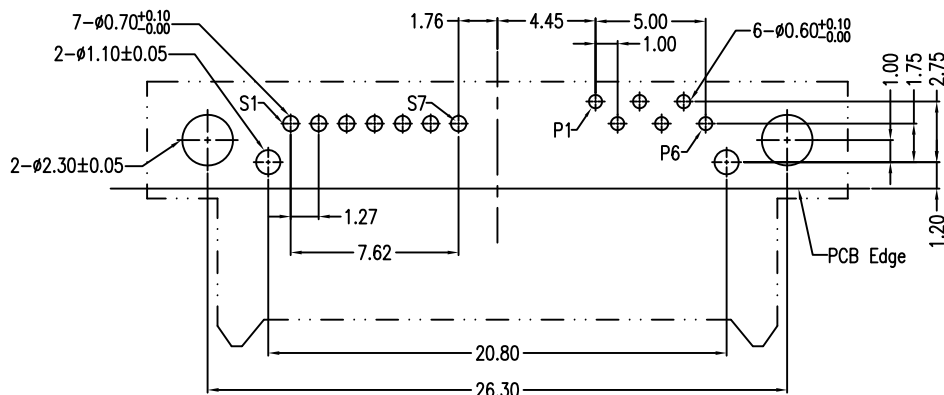 7-ø0.70+0.10 -0.00
1.76
4.45
5.00
6-ø0.60+0.10 -0.00
2-ø1.10±0.05
1.00
1.00
1.75
2.75
S1
S7
P1
P6
2-ø2.30±0.05
1.27
1.20
7.62
PCB Edge
20.80
26.30